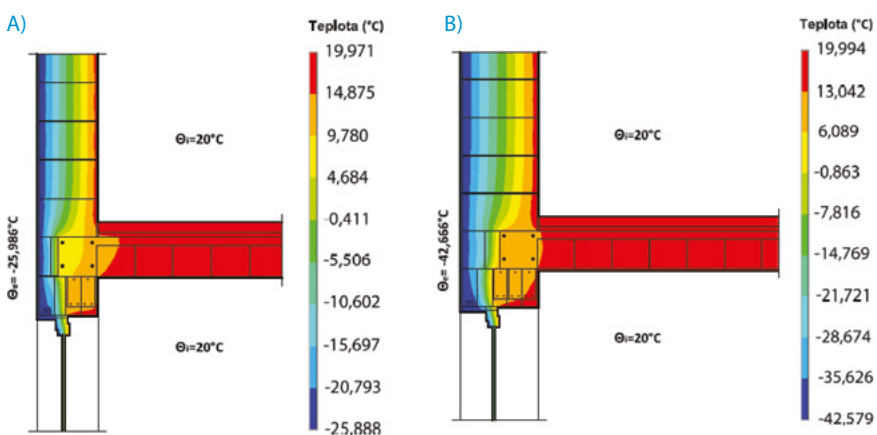 A)
Teplota (°C)
19,971
14,875
9,780
4,684
-0,411
-5,506
-10,602
-15,697
-20,793
-25,888
Θi=20°C
Θe= -25,986°C
Θi=20°C
B)
Teplota (°C)
19,994
13,042
6,089
-0,863
-7,816
-14,769
-21,721
-28,674
-35,626
-42,579
Θi=20°C
Θe= -42,666°C
Θi=20°C